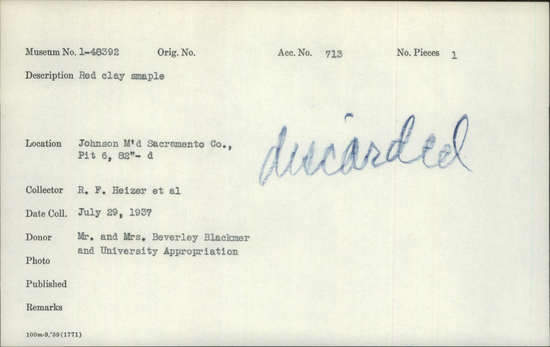 Museum No. 1-48392 Orig. No. Acc. No. 713 No. Pieces 1
Description Red clay smaple
Location Johnson M'd Sacramento Co.,
Pit 6, 82"- d
discarded
Collector R. F. Heizer et al
Date Coll. July 29, 1937
Donor Mr. and Mrs. Beverley Blackmer
and University Appropriation
Photo
Published
Remarks
100m-9,'39(1771)